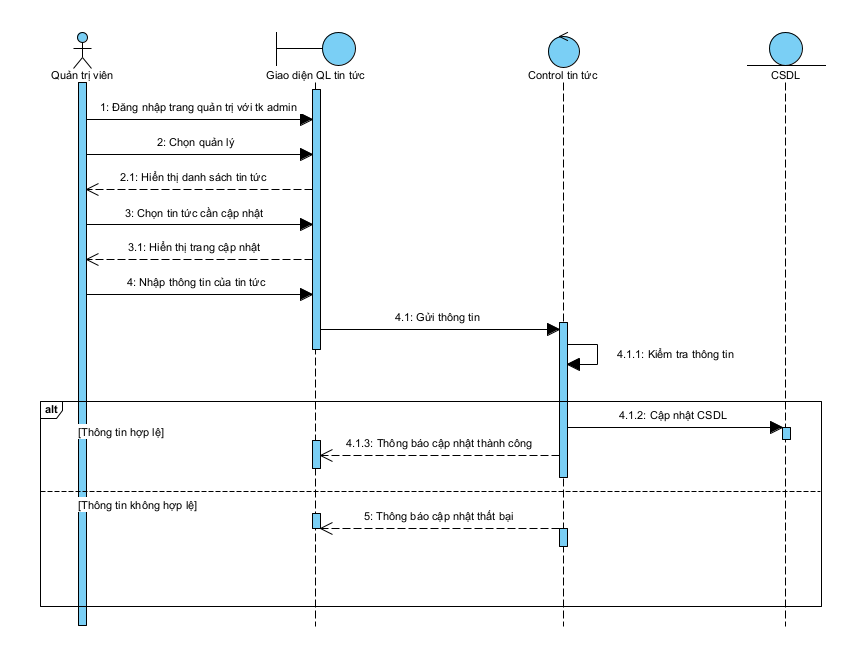 Quản trị viên
Giao diện QL tin tức
Control tin tức
CSDL
1: Đăng nhập trang quản trị với tk admin
2: Chọn quản lý
2.1: Hiển thị danh sách tin tức
3: Chọn tin tức cần cập nhật
3.1: Hiển thị trang cập nhật
4: Nhập thông tin của tin tức
4.1: Gửi thông tin
4.1.1: Kiểm tra thông tin
alt
4.1.2: Cập nhật CSDL
[Thông tin hợp lệ]
4.1.3: Thông báo cập nhật thành công
[Thông tin không hợp lệ]
5: Thông báo cập nhật thất bại